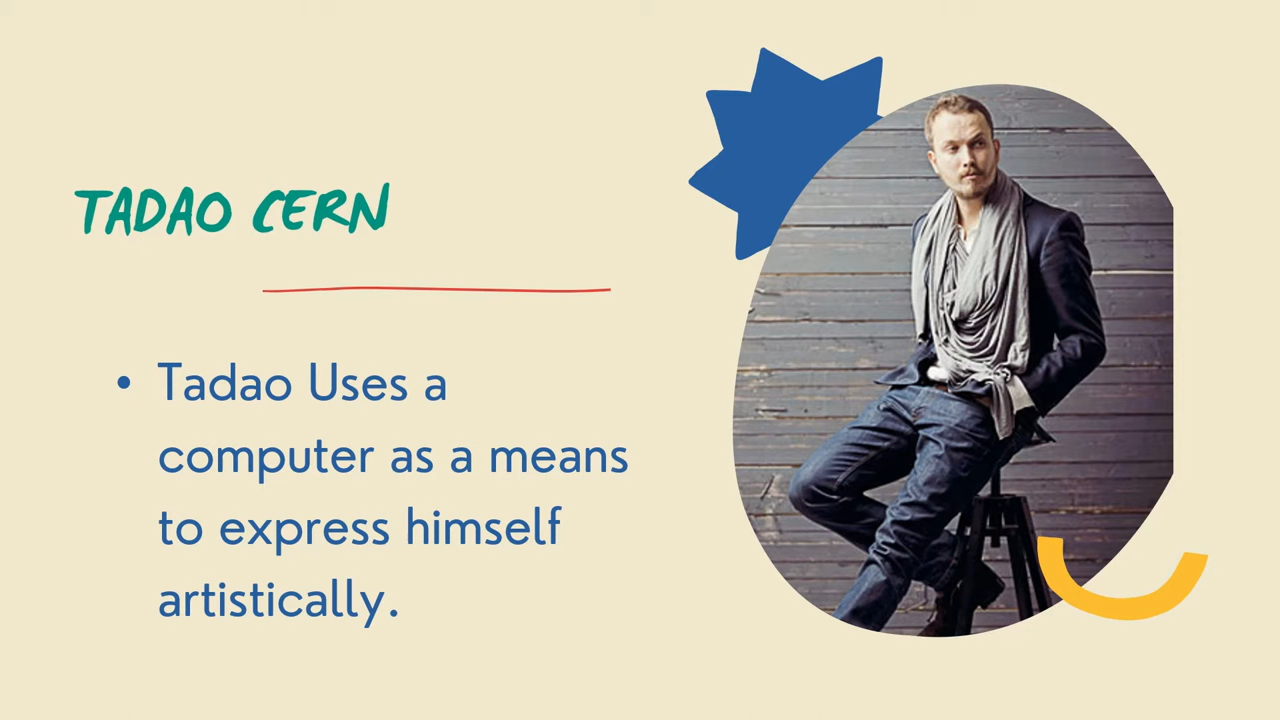 TADAO CERN
• Tadao Uses a
computer as a means
to express himself
artistically.